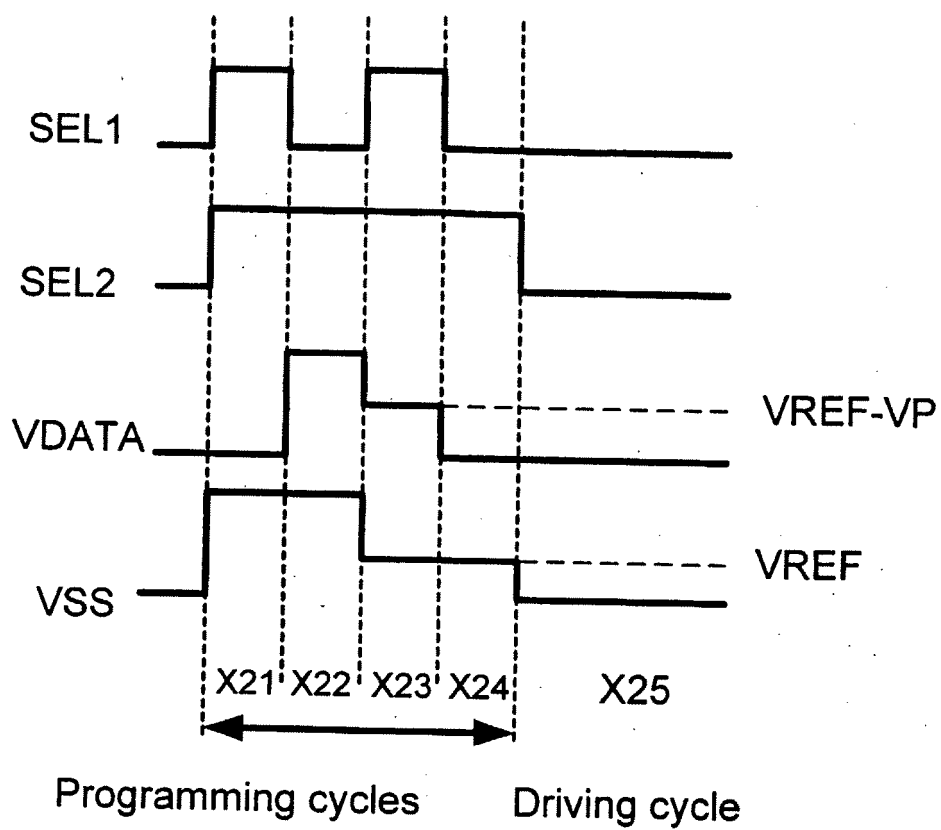 SEL1
SEL2
VDATA
VREF-VP
VSS
VREF
X21 X22 X23 X24 X25
Programming cycles Driving cycle